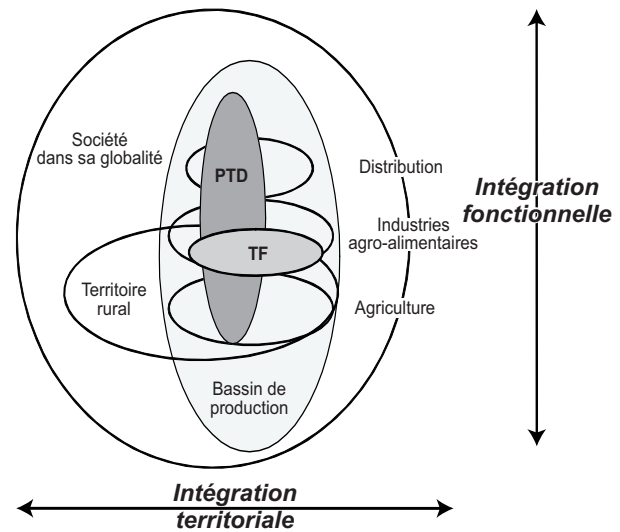 Société
dans sa globalité
PTD
Distribution
Intégration
fonctionnelle
Industries
agro-alimentaires
TF
Territoire
rural
Agriculture
Bassin de
production
Intégration
territoriale